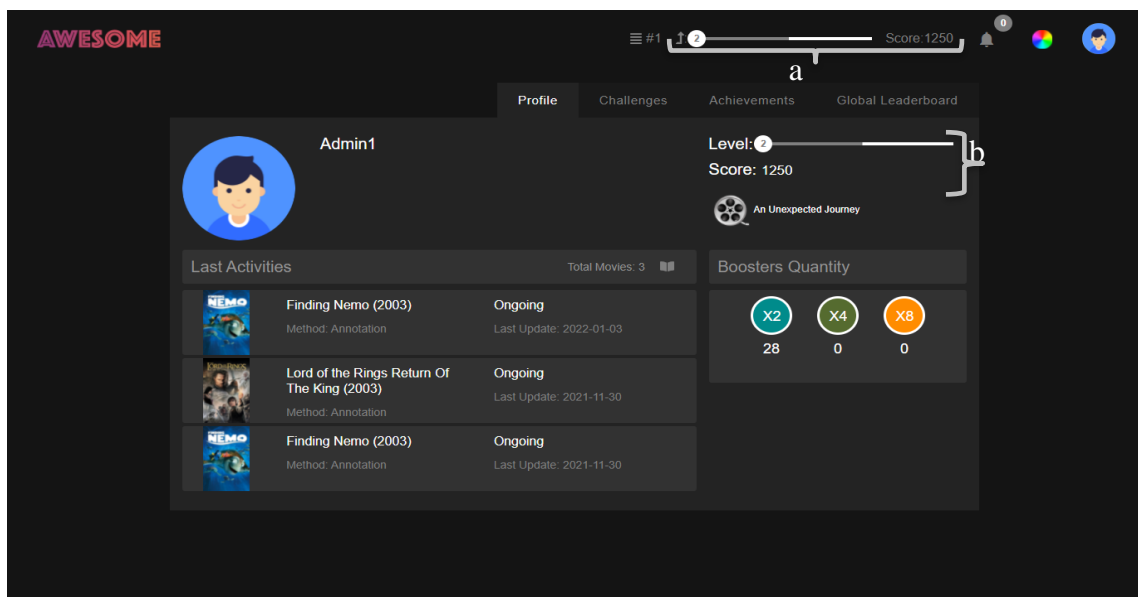 AWESOME
#1
2
Score:1250
0
a
Profile
Challenges
Achievements
Global Leaderboard
Admin1
Level: 2
b
Score: 1250
An Unexpected Journey
Last Activities
Total Movies: 3
Boosters Quantity
NEMO
Finding Nemo (2003)
Ongoing
Method: Annotation
Last Update: 2022-01-03
Lord of the Rings Return Of
The King (2003)
Ongoing
Method: Annotation
Last Update: 2021-11-30
NEMO
Finding Nemo (2003)
Ongoing
Method: Annotation
Last Update: 2021-11-30
X2
X4
X8
28
0
0